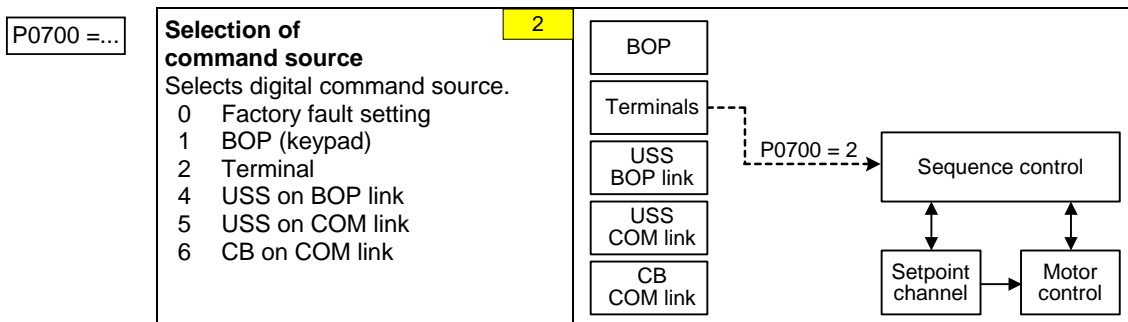 P0700 =...
Selection of
command source
2
Selects digital command source.
0 Factory fault setting
1 BOP (keypad)
2 Terminal
4 USS on BOP link
5 USS on COM link
6 CB on COM link
BOP
Terminals
USS
BOP link
USS
COM link
CB
COM link
P0700 = 2
Sequence control
Setpoint
channel
Motor
control